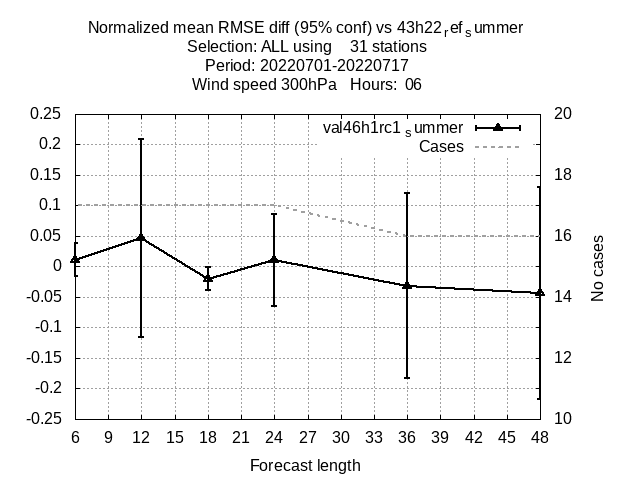 Normalized mean RMSE diff (95% conf) vs 43h22ref_summer
Selection: ALL using 31 stations
Period: 20220701-20220717
Wind speed 300hPa Hours: 06
val46h1rc1 summer
Cases
0.25
0.2
0.15
0.1
0.05
0
-0.05
-0.1
-0.15
-0.2
-0.25
20
18
16
14
12
10
No cases
6 9 12 15 18 21 24 27 30 33 36 39 42 45 48
Forecast length